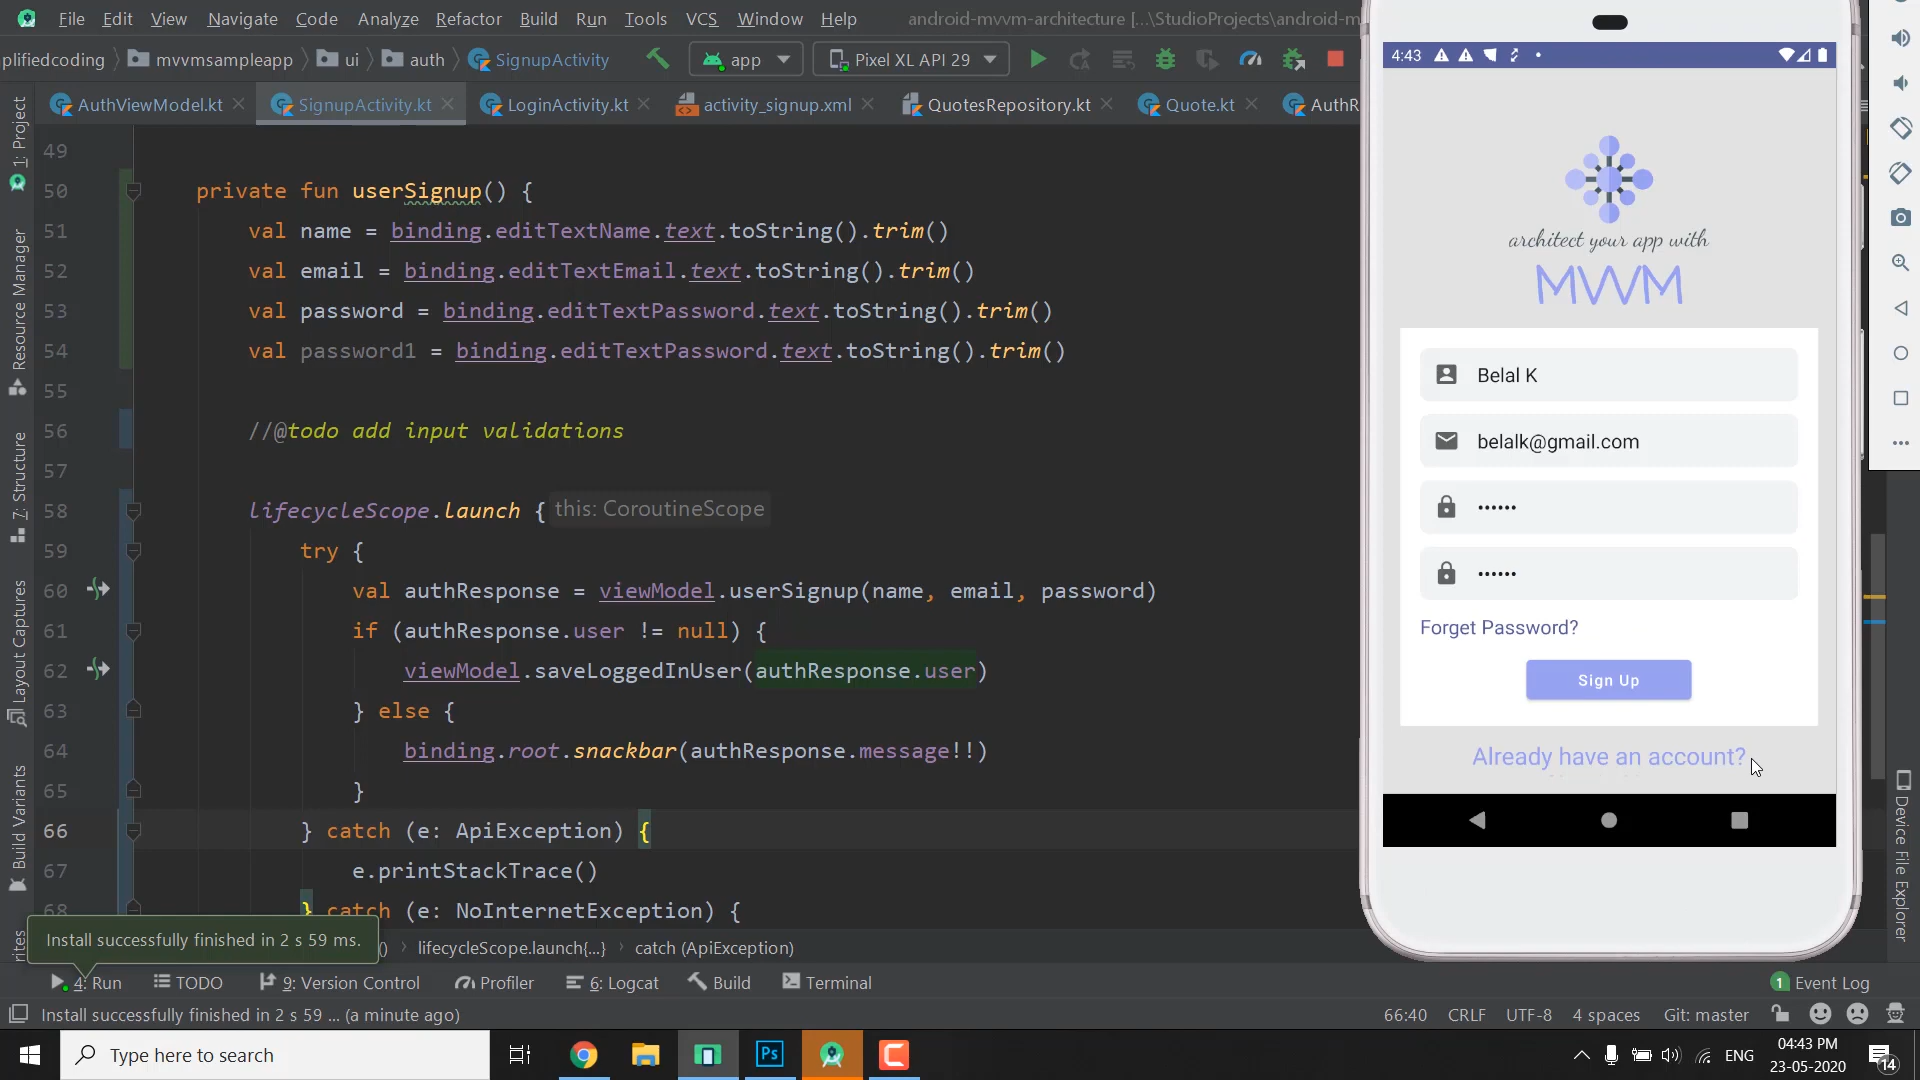 File Edit View Navigate Code Analyze Refactor Build Run Tools VCS Window Help android-mvvm-architecture [...\StudioProjects\android-m
plifiedcoding mvvmsampleapp ui auth SignupActivity app Pixel XL API 29
AuthViewModel.kt SignupActivity.kt LoginActivity.kt activity_signup.xml QuotesRepository.kt Quote.kt AuthR
1: Project
Resource Manager
7: Structure
Layout Captures
Build Variants
rites
49
50 private fun userSignup() {
51 val name = binding.editTextName.text.toString().trim()
52 val email = binding.editTextEmail.text.toString().trim()
53 val password = binding.editTextPassword.text.toString().trim()
54 val password1 = binding.editTextPassword.text.toString().trim()
55
56 //@todo add input validations
57
58 lifecycleScope.launch { this: CoroutineScope
59 try {
60 val authResponse = viewModel.userSignup(name, email, password)
61 if (authResponse.user != null) {
62 viewModel.saveLoggedInUser(authResponse.user)
63 } else {
64 binding.root.snackbar(authResponse.message!!)
65 }
66 } catch (e: ApiException) {
67 e.printStackTrace()
68 } catch (e: NoInternetException) {
Install successfully finished in 2 s 59 ms.
() lifecycleScope.launch{...} catch (ApiException)
4: Run TODO 9: Version Control Profiler 6: Logcat Build Terminal 1 Event Log
Install successfully finished in 2 s 59 ... (a minute ago) 66:40 CRLF UTF-8 4 spaces Git: master
4:43
architect your app with
MVVM
Belal K
belalk@gmail.com
••••••
••••••
Forget Password?
Sign Up
Already have an account?
Device File Explorer
Type here to search
Ps
ENG
04:43 PM
23-05-2020
14